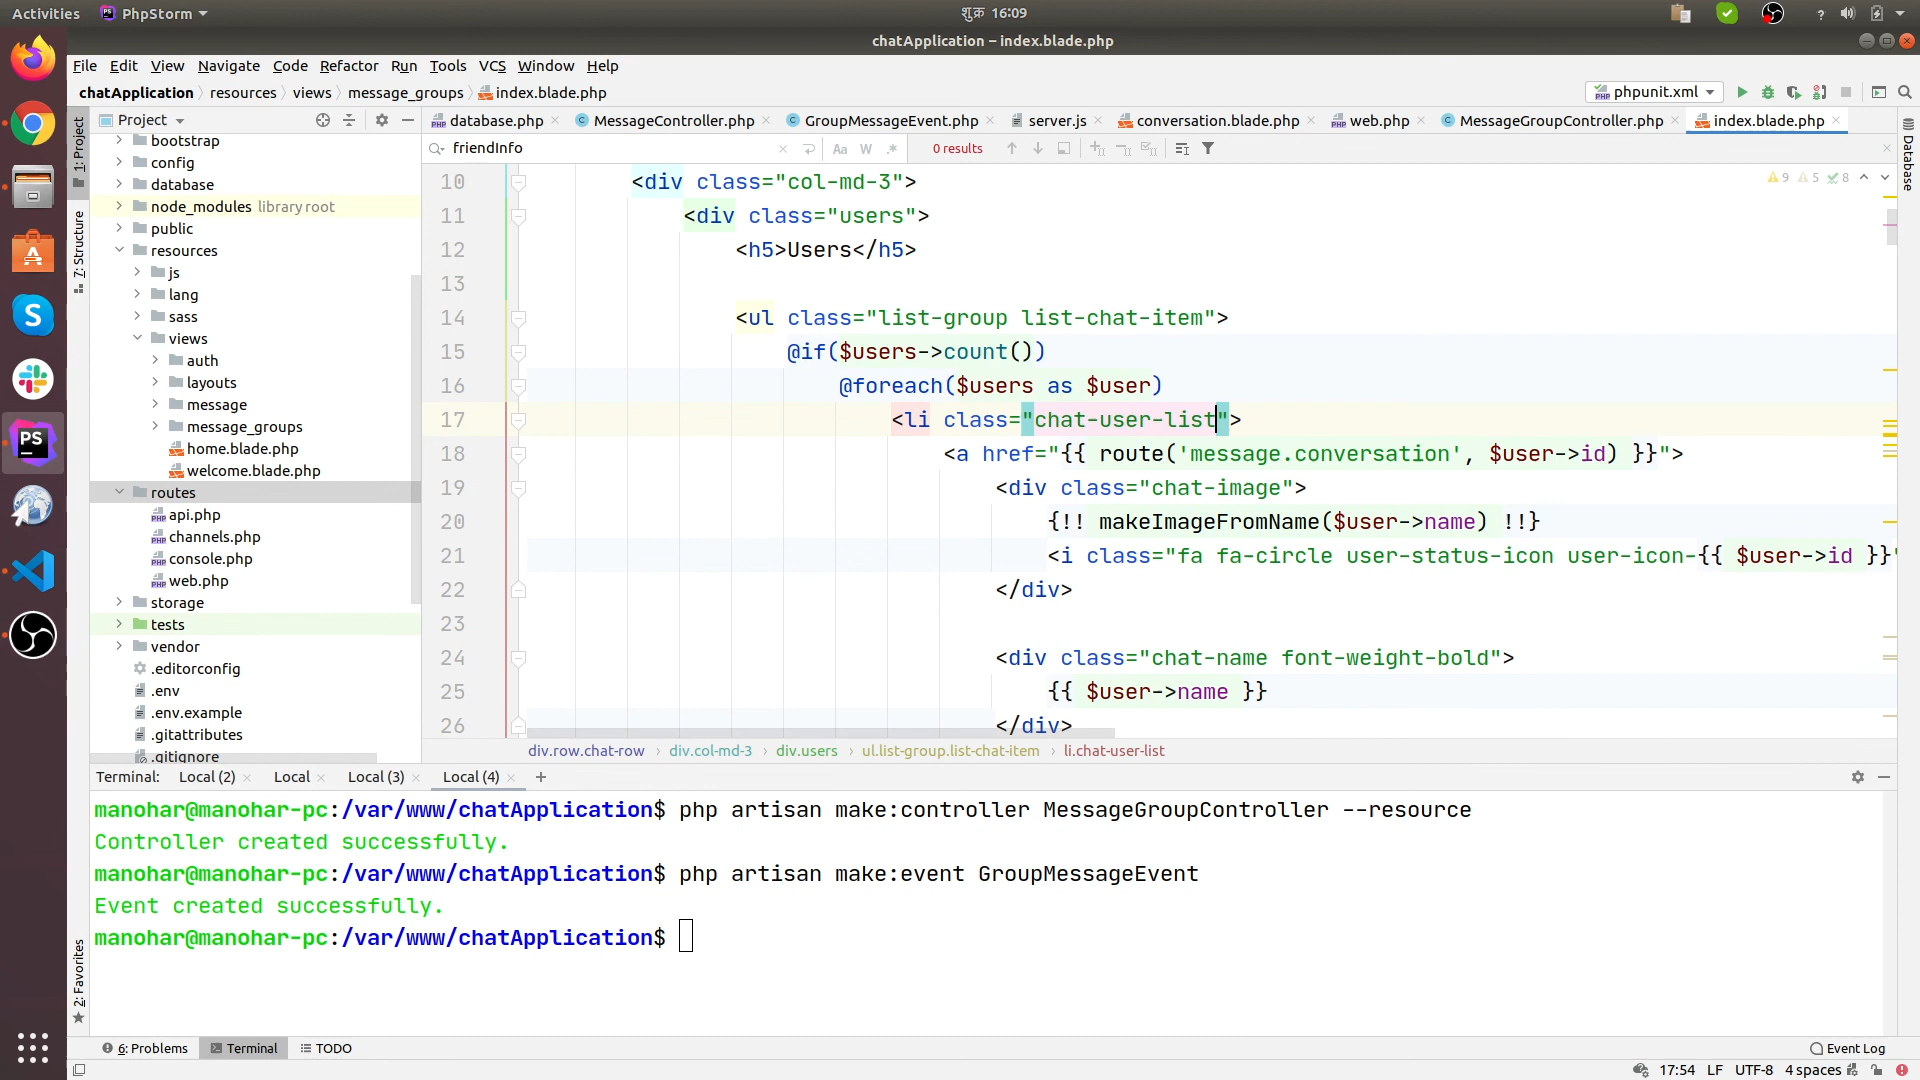 Activities PhpStorm शुक्र 16:09
chatApplication – index.blade.php
File Edit View Navigate Code Refactor Run Tools VCS Window Help
chatApplication resources views message_groups index.blade.php phpunit.xml
Project database.php MessageController.php GroupMessageEvent.php server.js conversation.blade.php web.php MessageGroupController.php index.blade.php
friendInfo Aa W .* 0 results
1: Project
7: Structure
2: Favorites
Database
bootstrap
config
database
node_modules library root
public
resources
js
lang
sass
views
auth
layouts
message
message_groups
home.blade.php
welcome.blade.php
routes
api.php
channels.php
console.php
web.php
storage
tests
vendor
.editorconfig
.env
.env.example
.gitattributes
.gitignore
9 5 8
10 <div class="col-md-3">
11 <div class="users">
12 <h5>Users</h5>
13
14 <ul class="list-group list-chat-item">
15 @if($users->count())
16 @foreach($users as $user)
17 <li class="chat-user-list">
18 <a href="{{ route('message.conversation', $user->id) }}">
19 <div class="chat-image">
20 {!! makeImageFromName($user->name) !!}
21 <i class="fa fa-circle user-status-icon user-icon-{{ $user->id }}"
22 </div>
23
24 <div class="chat-name font-weight-bold">
25 {{ $user->name }}
26 </div>
div.row.chat-row › div.col-md-3 › div.users › ul.list-group.list-chat-item › li.chat-user-list
Terminal: Local (2) Local Local (3) Local (4)
manohar@manohar-pc:/var/www/chatApplication$ php artisan make:controller MessageGroupController --resource
Controller created successfully.
manohar@manohar-pc:/var/www/chatApplication$ php artisan make:event GroupMessageEvent
Event created successfully.
manohar@manohar-pc:/var/www/chatApplication$
6: Problems Terminal TODO Event Log
17:54 LF UTF-8 4 spaces